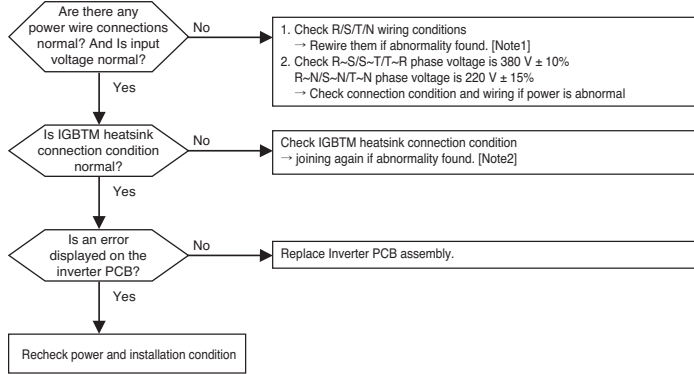 Are there any
power wire connections
normal? And Is input
voltage normal?
No
1. Check R/S/T/N wiring conditions
→ Rewire them if abnormality found. [Note1]
2. Check R~S/S~T/T~R phase voltage is 380 V ± 10%
R~N/S~N/T~N phase voltage is 220 V ± 15%
→ Check connection condition and wiring if power is abnormal
Yes
Is IGBTM heatsink
connection condition
normal?
No
Check IGBTM heatsink connection condition
→ joining again if abnormality found. [Note2]
Yes
Is an error
displayed on the
inverter PCB?
No
Replace Inverter PCB assembly.
Yes
Recheck power and installation condition